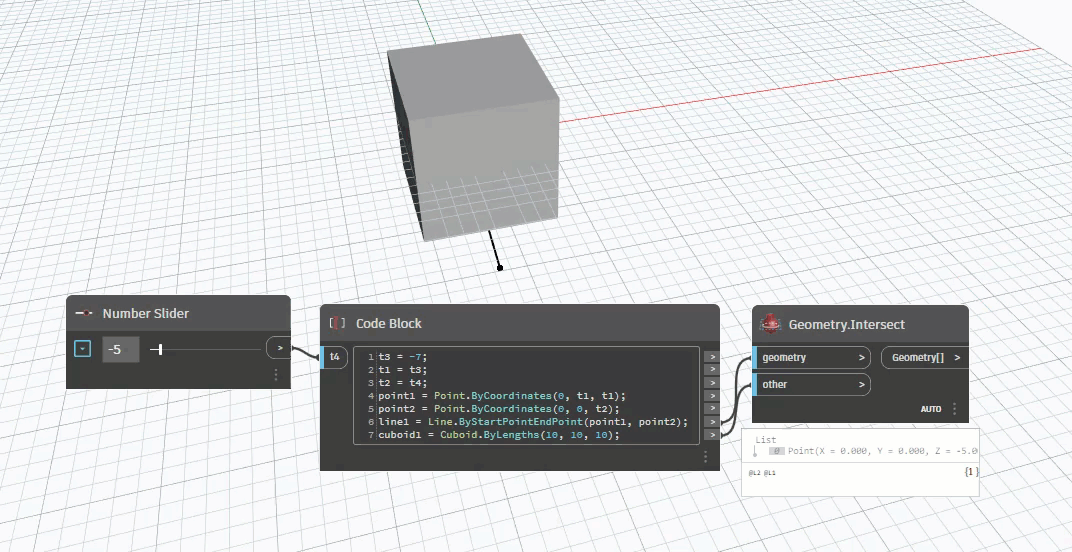 Number Slider
-5
>
Code Block
t4
1 t3 = -7;
2 t1 = t3;
3 t2 = t4;
4 point1 = Point.ByCoordinates(0, t1, t1);
5 point2 = Point.ByCoordinates(0, 0, t2);
6 line1 = Line.ByStartPointEndPoint(point1, point2);
7 cuboid1 = Cuboid.ByLengths(10, 10, 10);
>
>
>
>
>
>
>
Geometry.Intersect
geometry > Geometry[] >
other >
AUTO
List
0 Point(X = 0.000, Y = 0.000, Z = -5.0
@L2 @L1 {1}